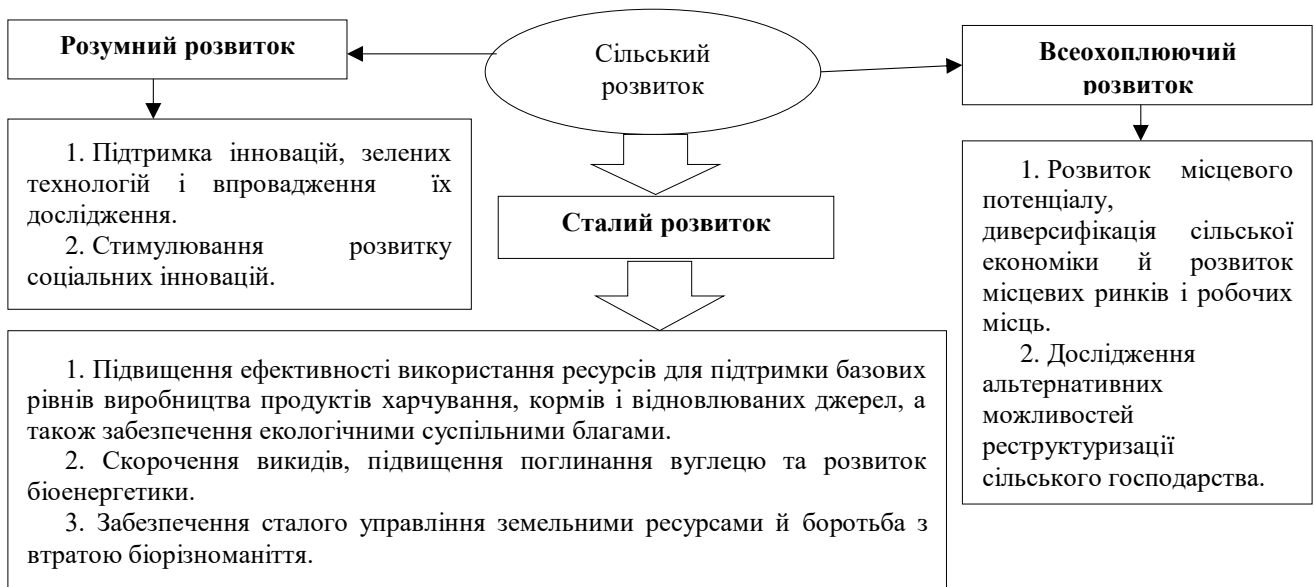 Сільський
розвиток
Розумний розвиток
1. Підтримка інновацій, зелених
технологій і впровадження їх
дослідження.
2. Стимулювання розвитку
соціальних інновацій.
Сталий розвиток
1. Підвищення ефективності використання ресурсів для підтримки базових
рівнів виробництва продуктів харчування, кормів і відновлюваних джерел, а
також забезпечення екологічними суспільними благами.
2. Скорочення викидів, підвищення поглинання вуглецю та розвиток
біоенергетики.
3. Забезпечення сталого управління земельними ресурсами й боротьба з
втратою біорізноманіття.
Всеохоплюючий
розвиток
1. Розвиток місцевого
потенціалу,
диверсифікація сільської
економіки й розвиток
місцевих ринків і робочих
місць.
2. Дослідження
альтернативних
можливостей
реструктуризації
сільського господарства.